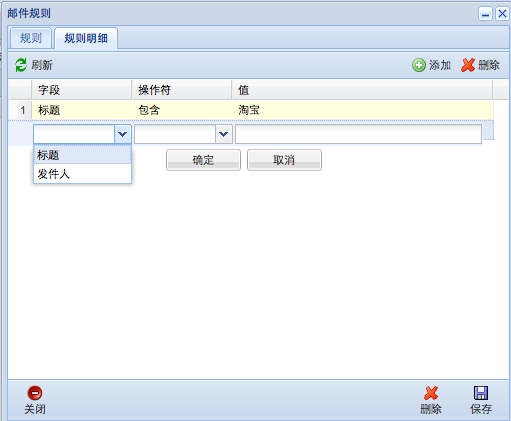 邮件规则
规则 规则明细
刷新 添加 删除
字段 操作符 值
1 标题 包含 淘宝
标题
发件人
确定 取消
关闭 删除 保存